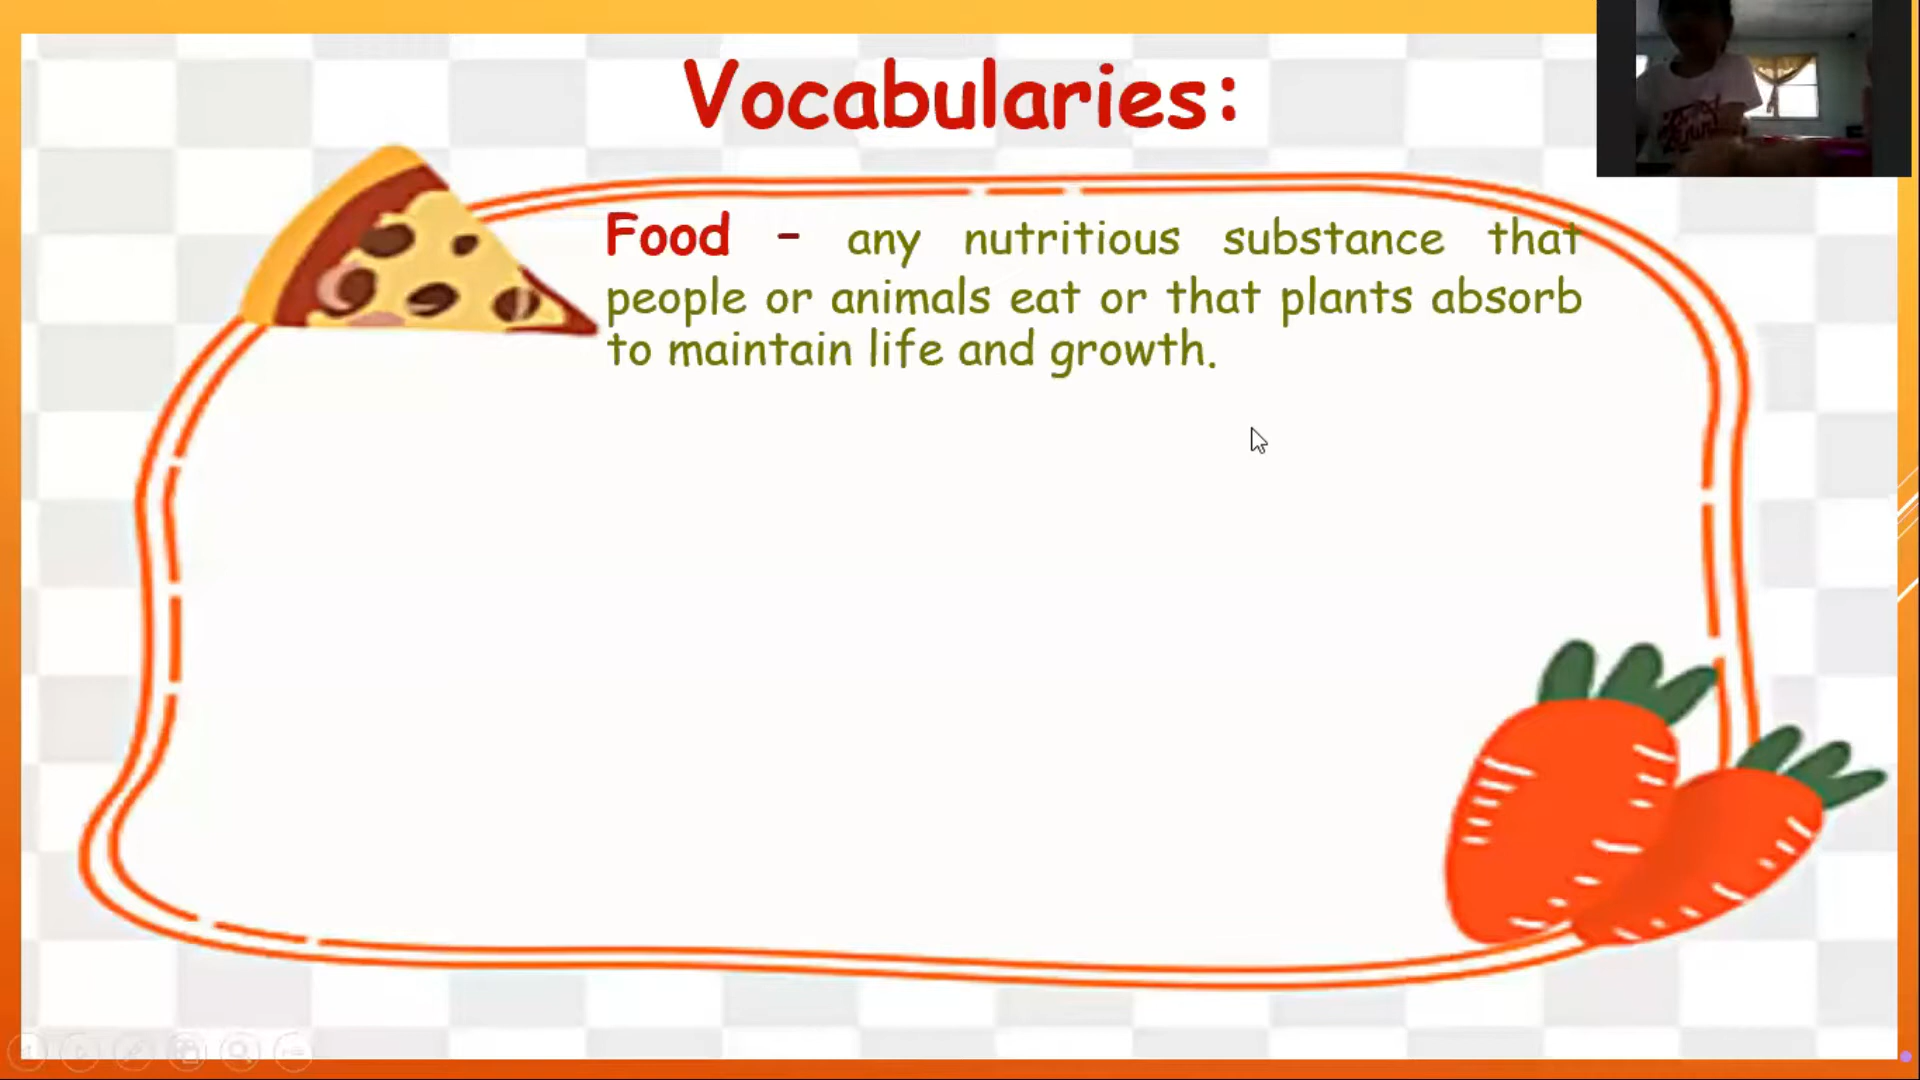 Vocabularies:
Food - any nutritious substance that
people or animals eat or that plants absorb
to maintain life and growth.